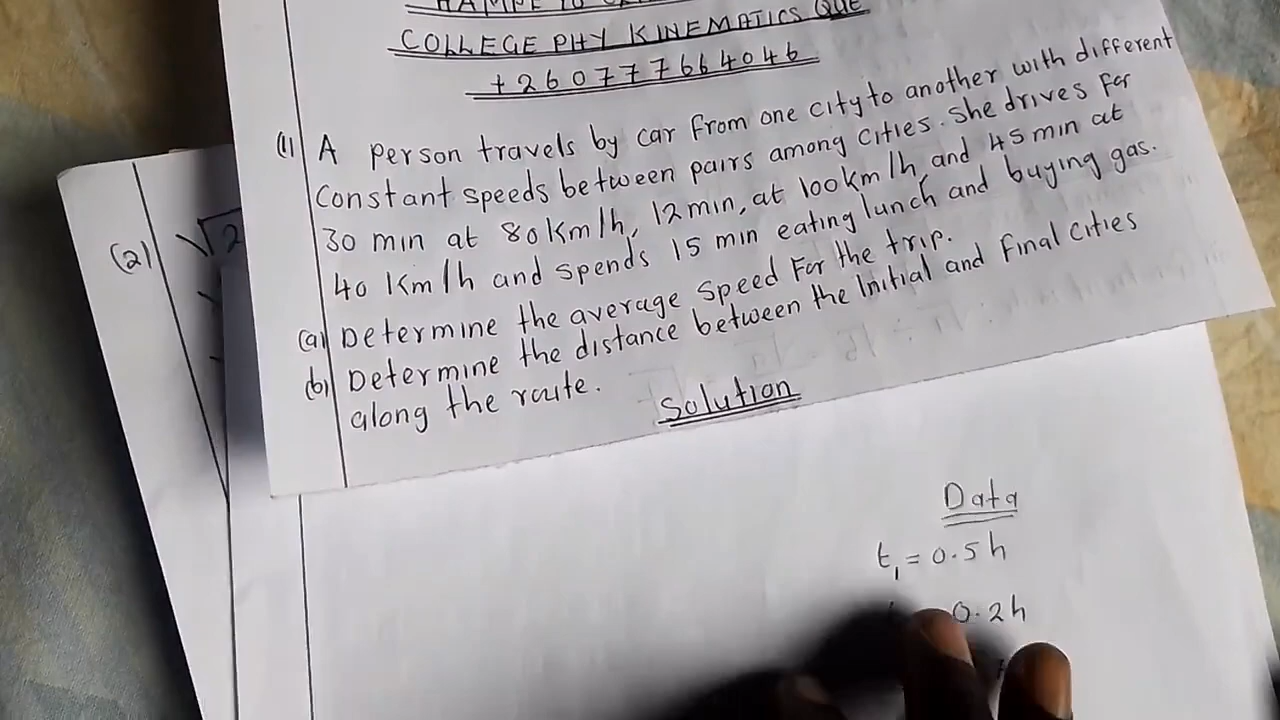 COLLEGE PHY KINEMATICS QUE
+260777664046
(1) A person travels by car from one city to another with different
constant speeds between pairs among cities. She drives for
30 min at 80km/h, 12min, at 100km/h, and 45 min at
40 km/h and spends 15 min eating lunch and buying gas.
(a) Determine the average speed for the trip.
(b) Determine the distance between the Initial and final cities
along the route.
Solution
(2) √2
Data
t₁ = 0.5h
0.2h